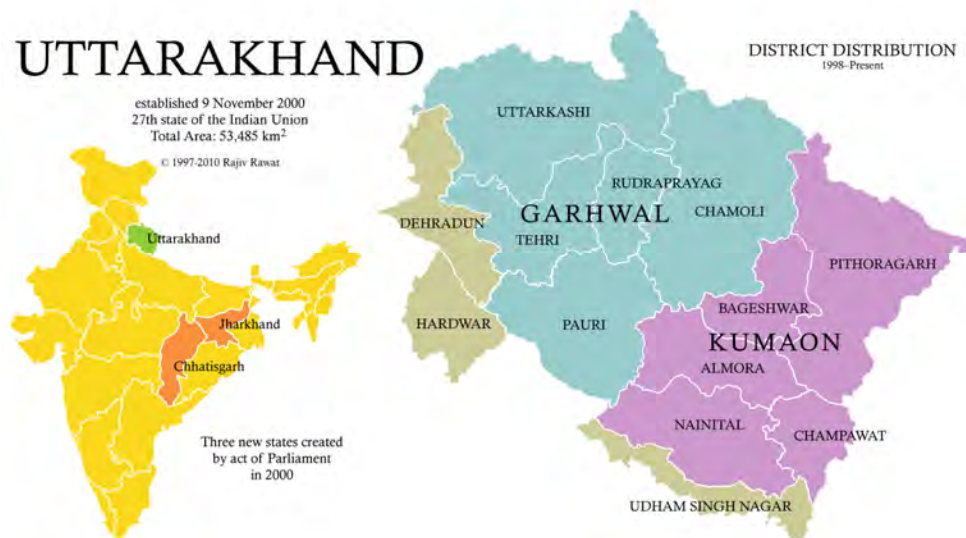 UTTARAKHAND
established 9 November 2000
27th state of the Indian Union
Total Area: 53,485 km²
© 1997-2010 Rajiv Rawat
Uttarakhand
Jharkhand
Chhatisgarh
Three new states created
by act of Parliament
in 2000
DISTRICT DISTRIBUTION
1998–Present
UTTARKASHI
RUDRAPRAYAG
DEHRADUN
GARHWAL
CHAMOLI
TEHRI
PITHORAGARH
HARDWAR
PAURI
BAGESHWAR
KUMAON
ALMORA
NAINITAL
CHAMPAWAT
UDHAM SINGH NAGAR